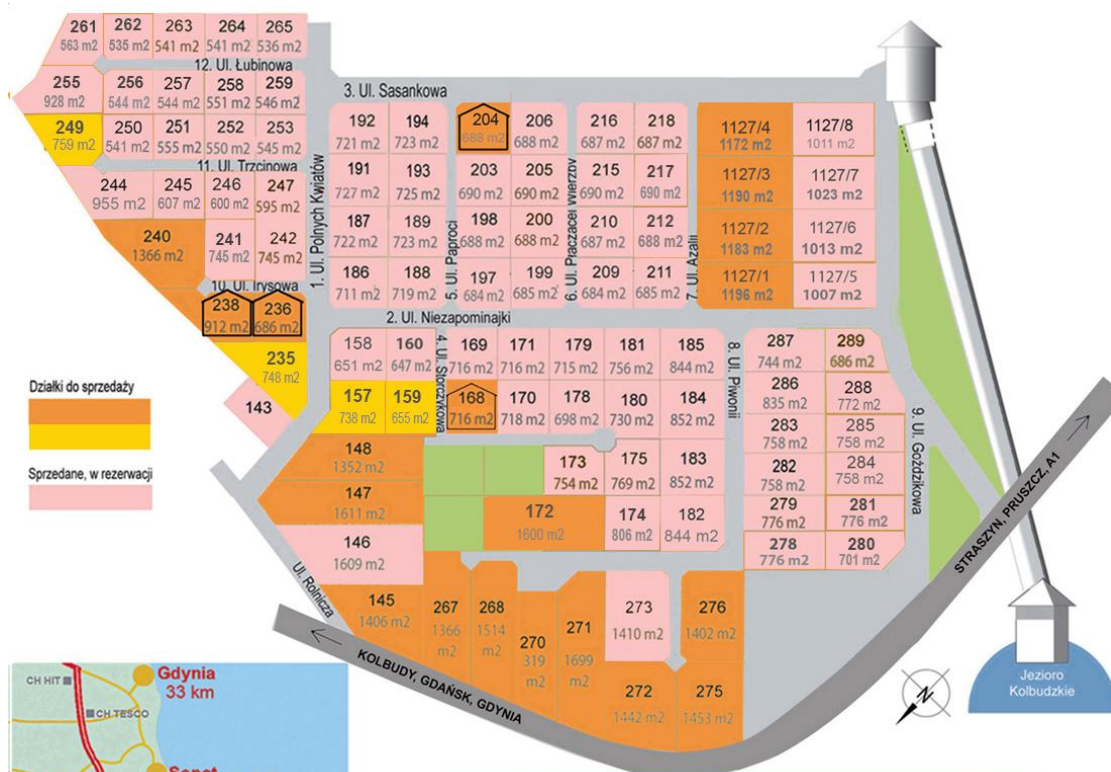 261
563 m2
262
535 m2
263
541 m2
264
541 m2
265
536 m2
12. Ul. Łubinowa
255
928 m2
256
544 m2
257
544 m2
258
551 m2
259
546 m2
249
759 m2
250
541 m2
251
555 m2
252
550 m2
253
545 m2
11. Ul. Trzcinowa
244
955 m2
245
607 m2
246
600 m2
247
595 m2
240
1366 m2
241
745 m2
242
745 m2
10. Ul. Irysowa
238
912 m2
236
686 m2
235
748 m2
143
1. Ul. Polnych Kwiatów
3. Ul. Sasankowa
192
721 m2
194
723 m2
204
688 m2
206
688 m2
216
687 m2
218
687 m2
1127/4
1172 m2
1127/8
1011 m2
191
727 m2
193
725 m2
203
690 m2
205
690 m2
215
690 m2
217
690 m2
1127/3
1190 m2
1127/7
1023 m2
187
722 m2
189
723 m2
198
688 m2
200
688 m2
210
687 m2
212
688 m2
1127/2
1183 m2
1127/6
1013 m2
186
711 m2
188
719 m2
197
684 m2
199
685 m2
209
684 m2
211
685 m2
1127/1
1196 m2
1127/5
1007 m2
5. Ul. Paproci
6. Ul. Płaczącej Wierzby
7. Ul. Azalii
2. Ul. Niezapominajki
158
651 m2
160
647 m2
4. Ul. Storczykowa
169
716 m2
171
716 m2
179
715 m2
181
756 m2
185
844 m2
8. Ul. Piwonii
287
744 m2
289
686 m2
157
738 m2
159
655 m2
168
716 m2
170
718 m2
178
698 m2
180
730 m2
184
852 m2
286
835 m2
288
772 m2
283
758 m2
285
758 m2
9. Ul. Goździkowa
148
1352 m2
173
754 m2
175
769 m2
183
852 m2
282
758 m2
284
758 m2
147
1611 m2
172
1600 m2
174
806 m2
182
844 m2
279
776 m2
281
776 m2
146
1609 m2
278
776 m2
280
701 m2
Ul. Rolnicza
145
1406 m2
267
1366
m2
268
1514
m2
270
319
m2
271
1699
m2
273
1410 m2
276
1402 m2
272
1442 m2
275
1453 m2
Działki do sprzedaży
Sprzedane, w rezerwacji
KOLBUDY, GDAŃSK, GDYNIA
STRASZYN, PRUSZCZ, A1
N
Jezioro
Kolbudzkie
CH HIT
Gdynia
33 km
CH TESCO
Sopot